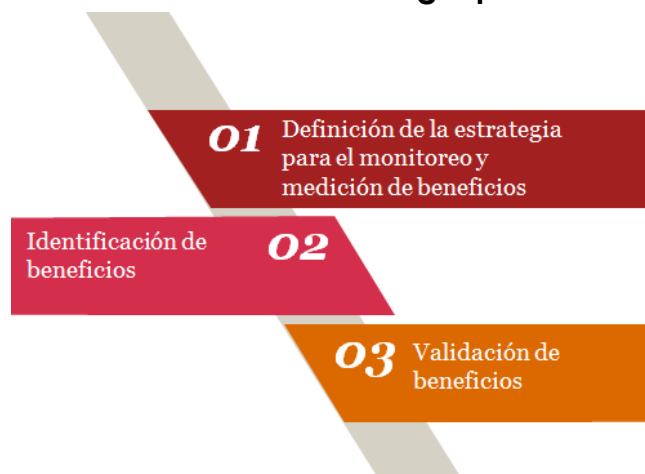 01
Definición de la estrategia
para el monitoreo y
medición de beneficios
Identificación de
beneficios
02
03
Validación de
beneficios